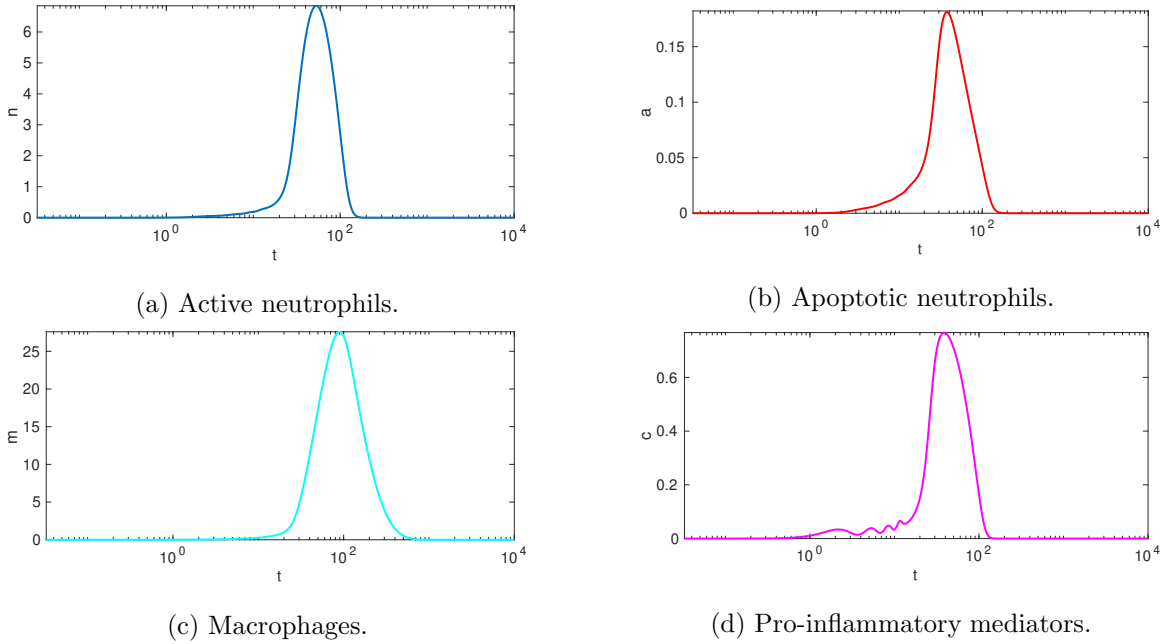 6
5
4
3
2
1
0
n
10^0
10^2
10^4
t
(a) Active neutrophils.
0.15
0.1
0.05
0
a
10^0
10^2
10^4
t
(b) Apoptotic neutrophils.
25
20
15
10
5
0
m
10^0
10^2
10^4
t
(c) Macrophages.
0.6
0.4
0.2
0
c
10^0
10^2
10^4
t
(d) Pro-inflammatory mediators.